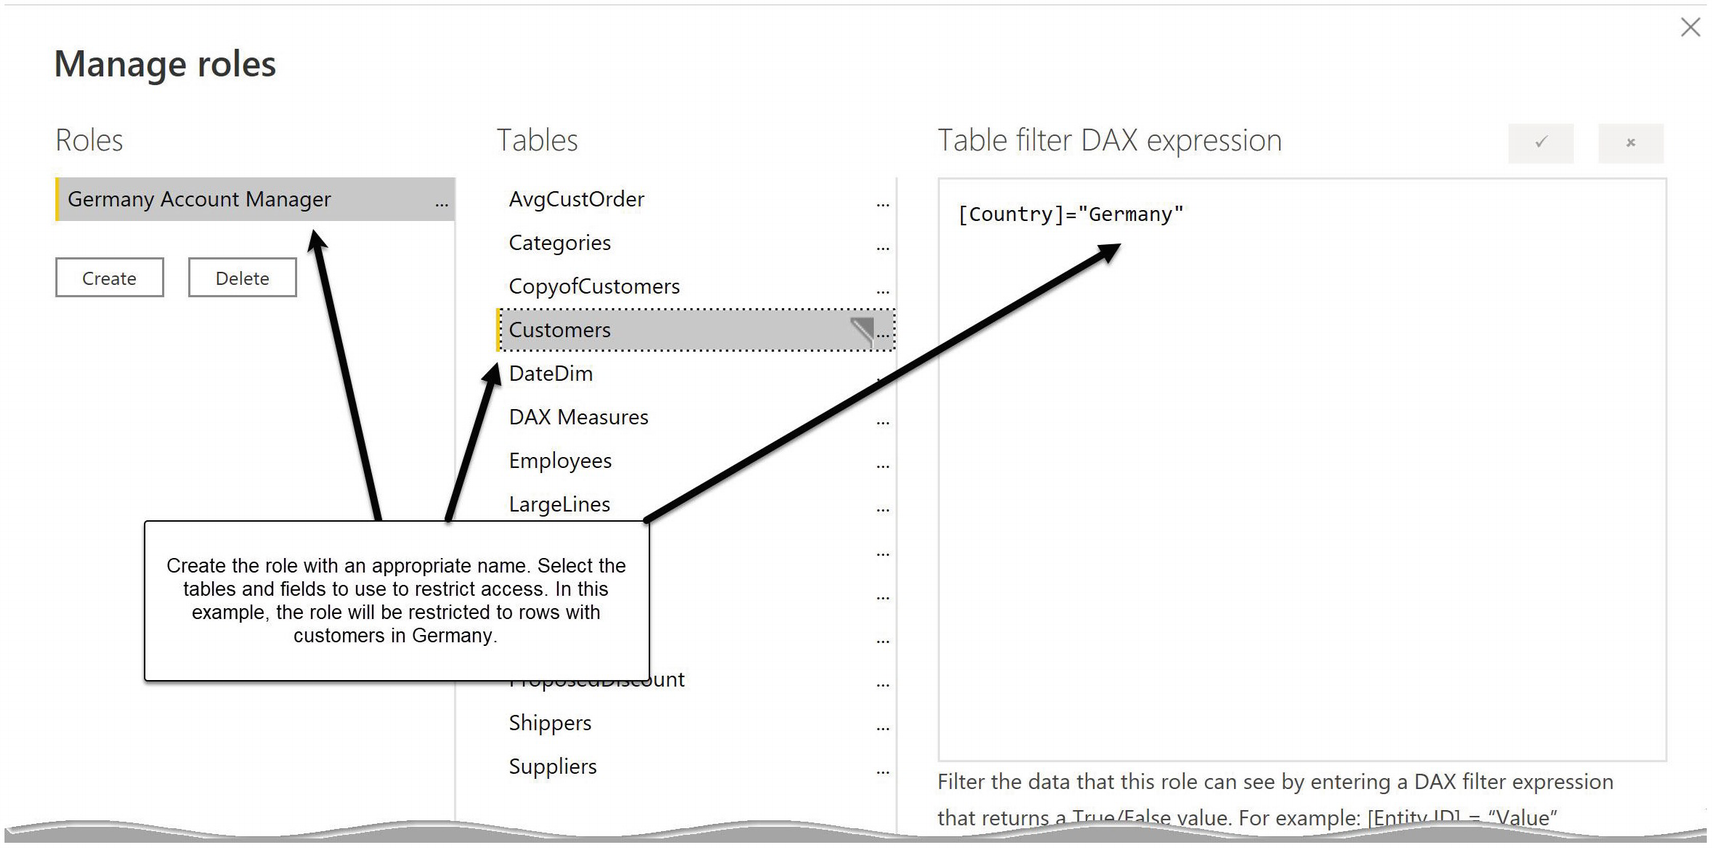 Manage roles
Roles
Germany Account Manager
...
Create
Delete
Tables
AvgCustOrder
...
Categories
...
CopyofCustomers
...
Customers
...
DateDim
DAX Measures
...
Employees
...
LargeLines
...
...
...
...
ProposedDiscount
...
Shippers
...
Suppliers
...
Table filter DAX expression
[Country]="Germany"
Filter the data that this role can see by entering a DAX filter expression
that returns a True/False value. For example: [Entity ID] = “Value”
Create the role with an appropriate name. Select the
tables and fields to use to restrict access. In this
example, the role will be restricted to rows with
customers in Germany.